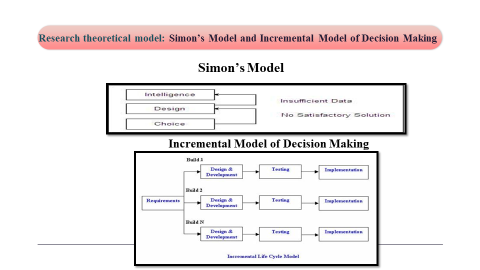 Research theoretical model: Simon's Model and Incremental Model of Decision Making
Simon's Model
Intelligence
Insufficient Data
Design
No Satisfactory Solution
Choice
Incremental Model of Decision Making
Build 1
Design &
Development
Testing
Implementation
Build 2
Requirements
Design &
Development
Testing
Implementation
Build N
Design &
Development
Testing
Implementation
Incremental Life Cycle Model